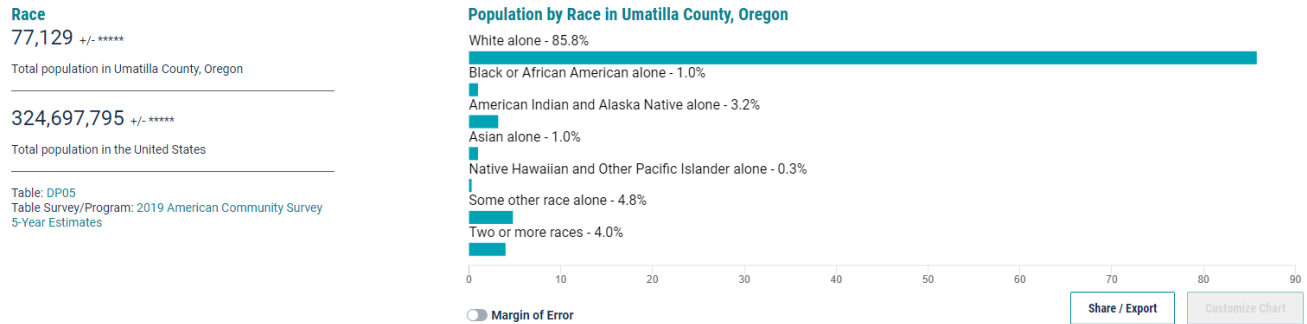 Race
77,129 +/- *****
Total population in Umatilla County, Oregon
324,697,795 +/- *****
Total population in the United States
Table: DP05
Table Survey/Program: 2019 American Community Survey
5-Year Estimates
Population by Race in Umatilla County, Oregon
White alone - 85.8%
Black or African American alone - 1.0%
American Indian and Alaska Native alone - 3.2%
Asian alone - 1.0%
Native Hawaiian and Other Pacific Islander alone - 0.3%
Some other race alone - 4.8%
Two or more races - 4.0%
0 10 20 30 40 50 60 70 80 90
Margin of Error
Share / Export
Customize Chart